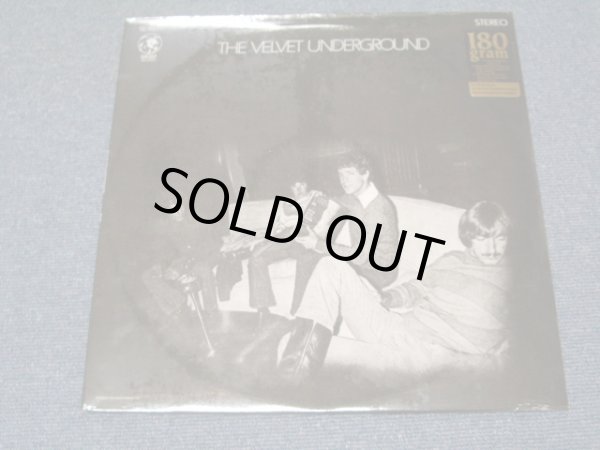 STEREO
THE VELVET UNDERGROUND
180
gram
SOLD OUT